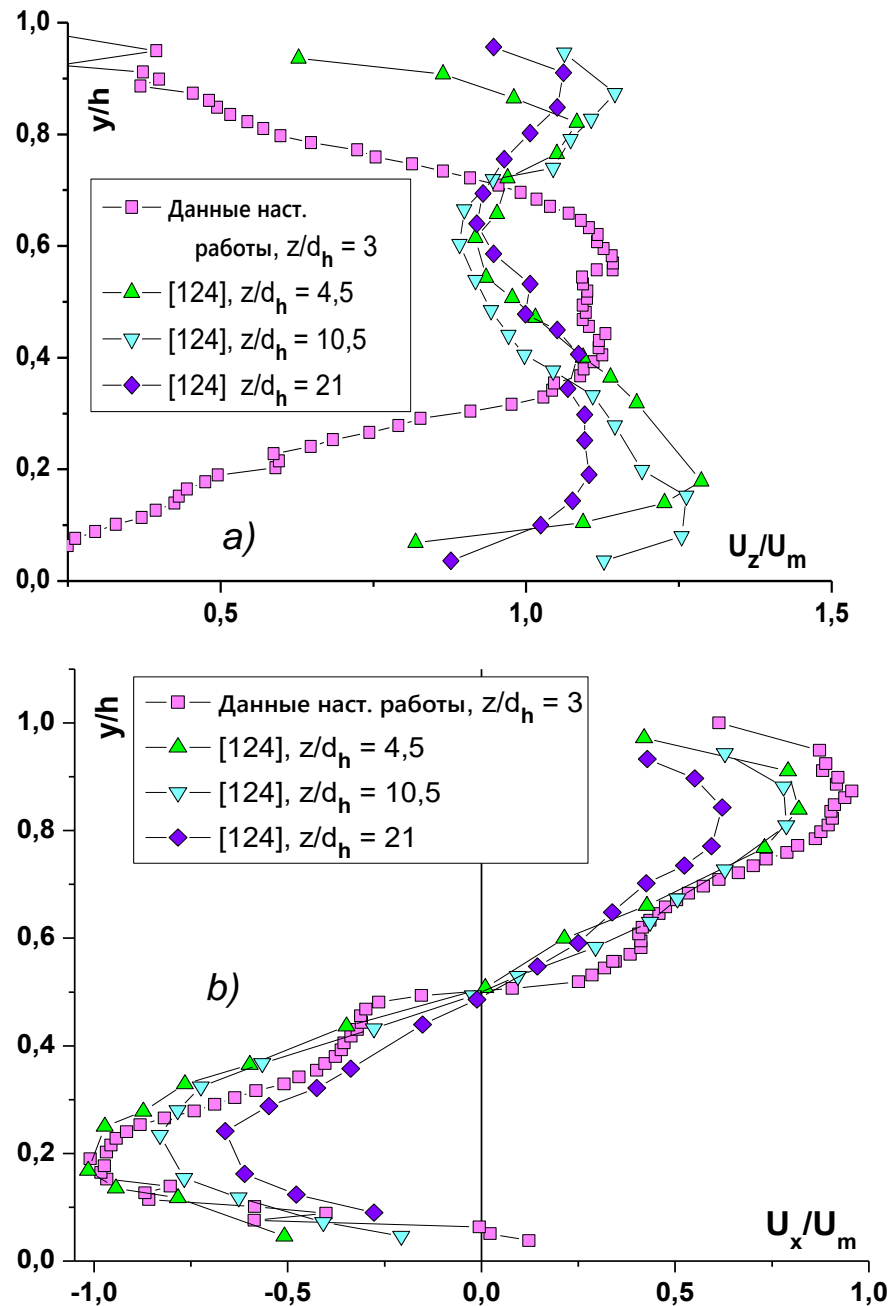 1,0
0,8
0,6
0,4
0,2
0,0
y/h
Данные наст.
работы, z/dh = 3
[124], z/dh = 4,5
[124], z/dh = 10,5
[124] z/dh = 21
a)
Uz/Um
0,5
1,0
1,5
y/h
Данные наст. работы, z/dh = 3
[124], z/dh = 4,5
[124], z/dh = 10,5
[124], z/dh = 21
1,0
0,8
0,6
0,4
0,2
0,0
b)
Ux/Um
-1,0
-0,5
0,0
0,5
1,0